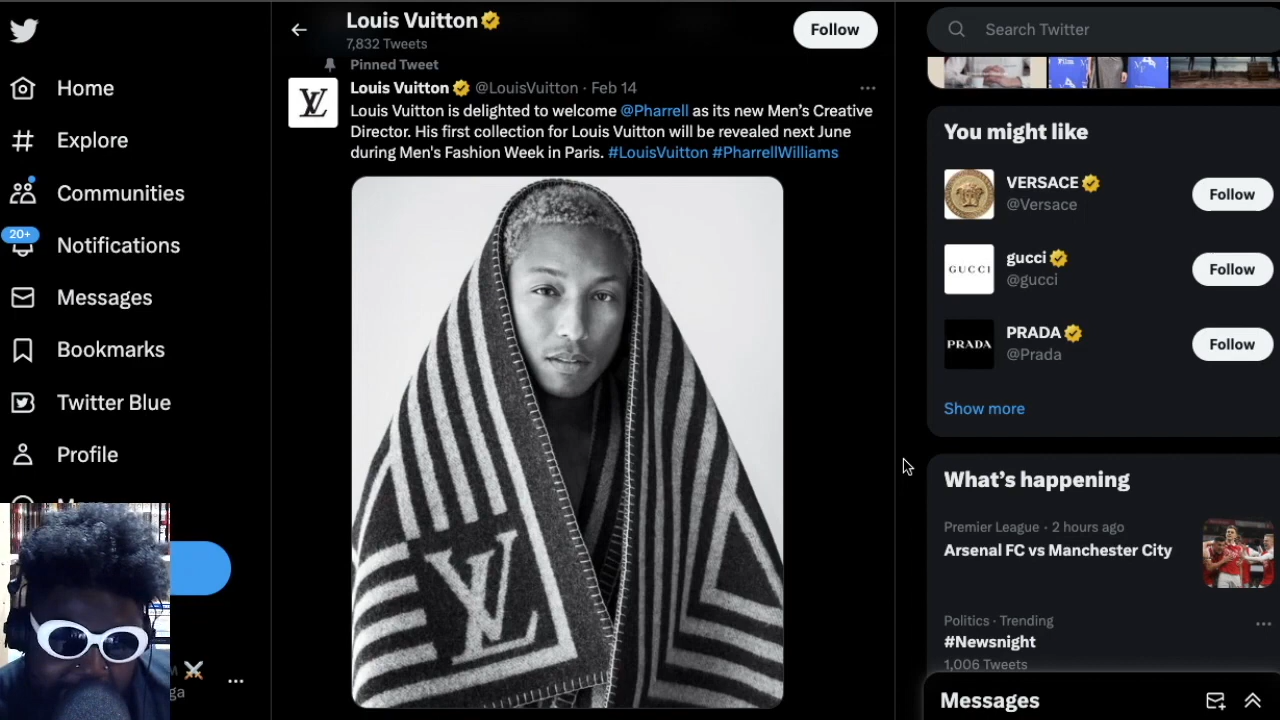 Louis Vuitton
7,832 Tweets
Follow
Search Twitter
Home
Explore
Communities
20+
Notifications
Messages
Bookmarks
Twitter Blue
Profile
ga
...
Pinned Tweet
LV
Louis Vuitton @LouisVuitton · Feb 14
...
Louis Vuitton is delighted to welcome @Pharrell as its new Men’s Creative
Director. His first collection for Louis Vuitton will be revealed next June
during Men's Fashion Week in Paris. #LouisVuitton #PharrellWilliams
LV
Film
You might like
VERSACE
@Versace
Follow
GUCCI
gucci
@gucci
Follow
PRADA
PRADA
@Prada
Follow
Show more
What’s happening
Premier League · 2 hours ago
Arsenal FC vs Manchester City
Politics · Trending
...
#Newsnight
1,006 Tweets
Messages